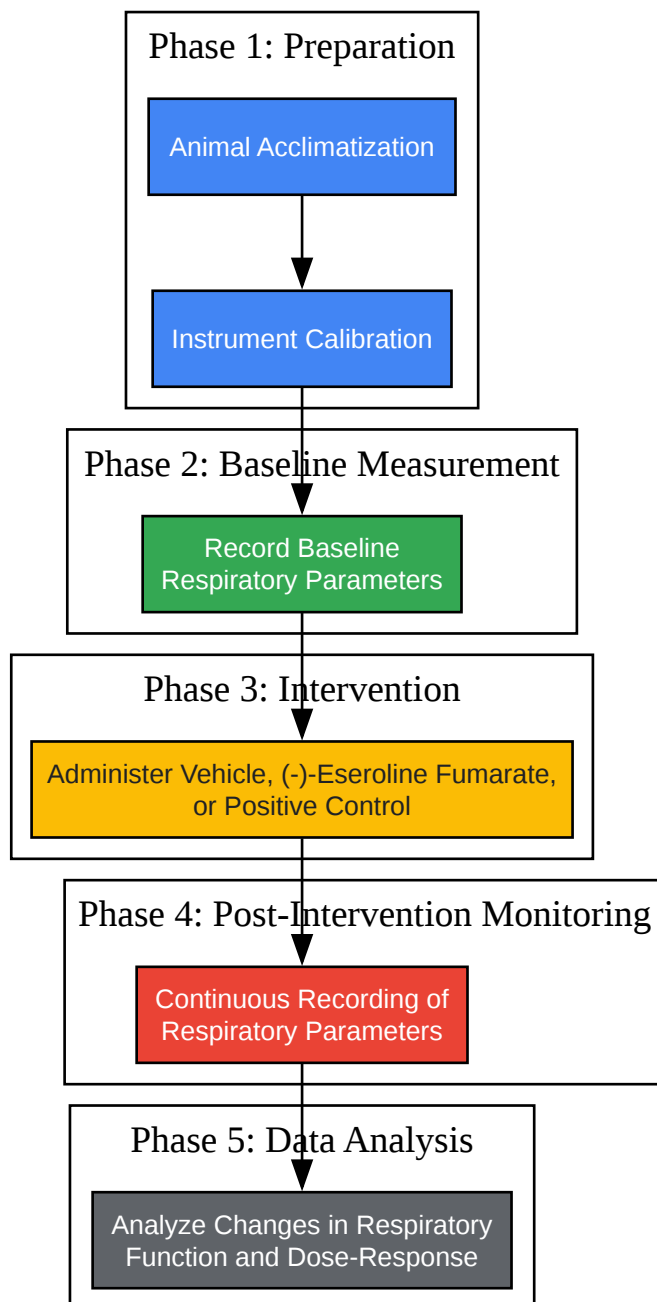 Phase 1: Preparation
Animal Acclimatization
Instrument Calibration
Phase 2: Baseline Measurement
Record Baseline
Respiratory Parameters
Phase 3: Intervention
Administer Vehicle, (-)-Eseroline Fumarate,
or Positive Control
Phase 4: Post-Intervention Monitoring
Continuous Recording of
Respiratory Parameters
Phase 5: Data Analysis
Analyze Changes in Respiratory
Function and Dose-Response